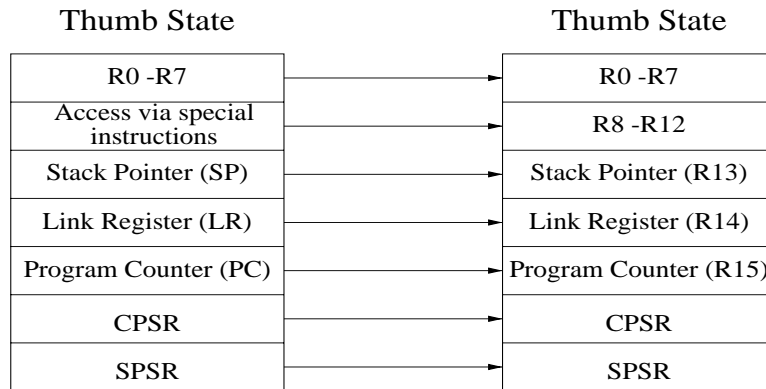 Thumb State
Thumb State
R0 -R7
R0 -R7
Access via special
instructions
R8 -R12
Stack Pointer (SP)
Stack Pointer (R13)
Link Register (LR)
Link Register (R14)
Program Counter (PC)
Program Counter (R15)
CPSR
CPSR
SPSR
SPSR